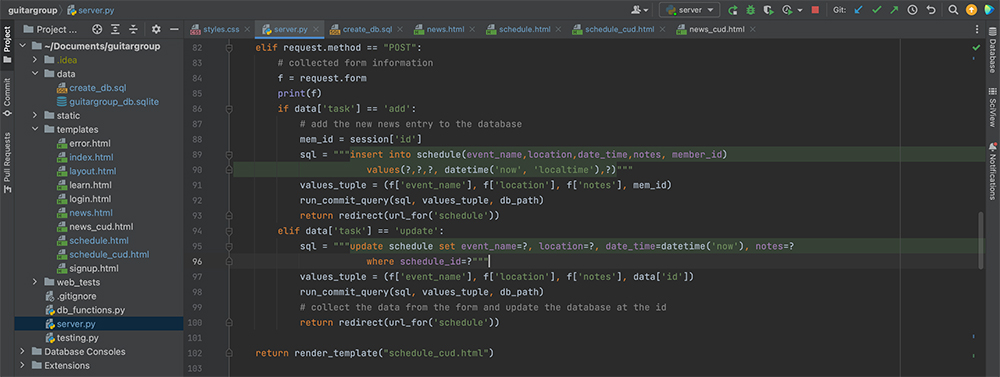 guitargroup
server.py
server
Git:
Project
Project
styles.css
server.py
create_db.sql
news.html
schedule.html
schedule_cud.html
news_cud.html
~/Documents/guitargroup
.idea
data
create_db.sql
guitargroup_db.sqlite
static
templates
error.html
index.html
layout.html
learn.html
login.html
news.html
news_cud.html
schedule.html
schedule_cud.html
signup.html
web_tests
.gitignore
db_functions.py
server.py
testing.py
Database Consoles
Extensions
Commit
Pull Requests
82 elif request.method == "POST":
83 # collected form information
84 f = request.form
85 print(f)
86 if data['task'] == 'add':
87 # add the new news entry to the database
88 mem_id = session['id']
89 sql = """insert into schedule(event_name,location,date_time,notes, member_id)
90 values(?,?,?, datetime('now', 'localtime'),?)"""
91 values_tuple = (f['event_name'], f['location'], f['notes'], mem_id)
92 run_commit_query(sql, values_tuple, db_path)
93 return redirect(url_for('schedule'))
94 elif data['task'] == 'update':
95 sql = """update schedule set event_name=?, location=?, date_time=datetime('now'), notes=?
96 where schedule_id=?"""
97 values_tuple = (f['event_name'], f['location'], f['notes'], data['id'])
98 run_commit_query(sql, values_tuple, db_path)
99 # collect the data from the form and update the database at the id
100 return redirect(url_for('schedule'))
101
102 return render_template("schedule_cud.html")
103
Database
SciView
Notifications